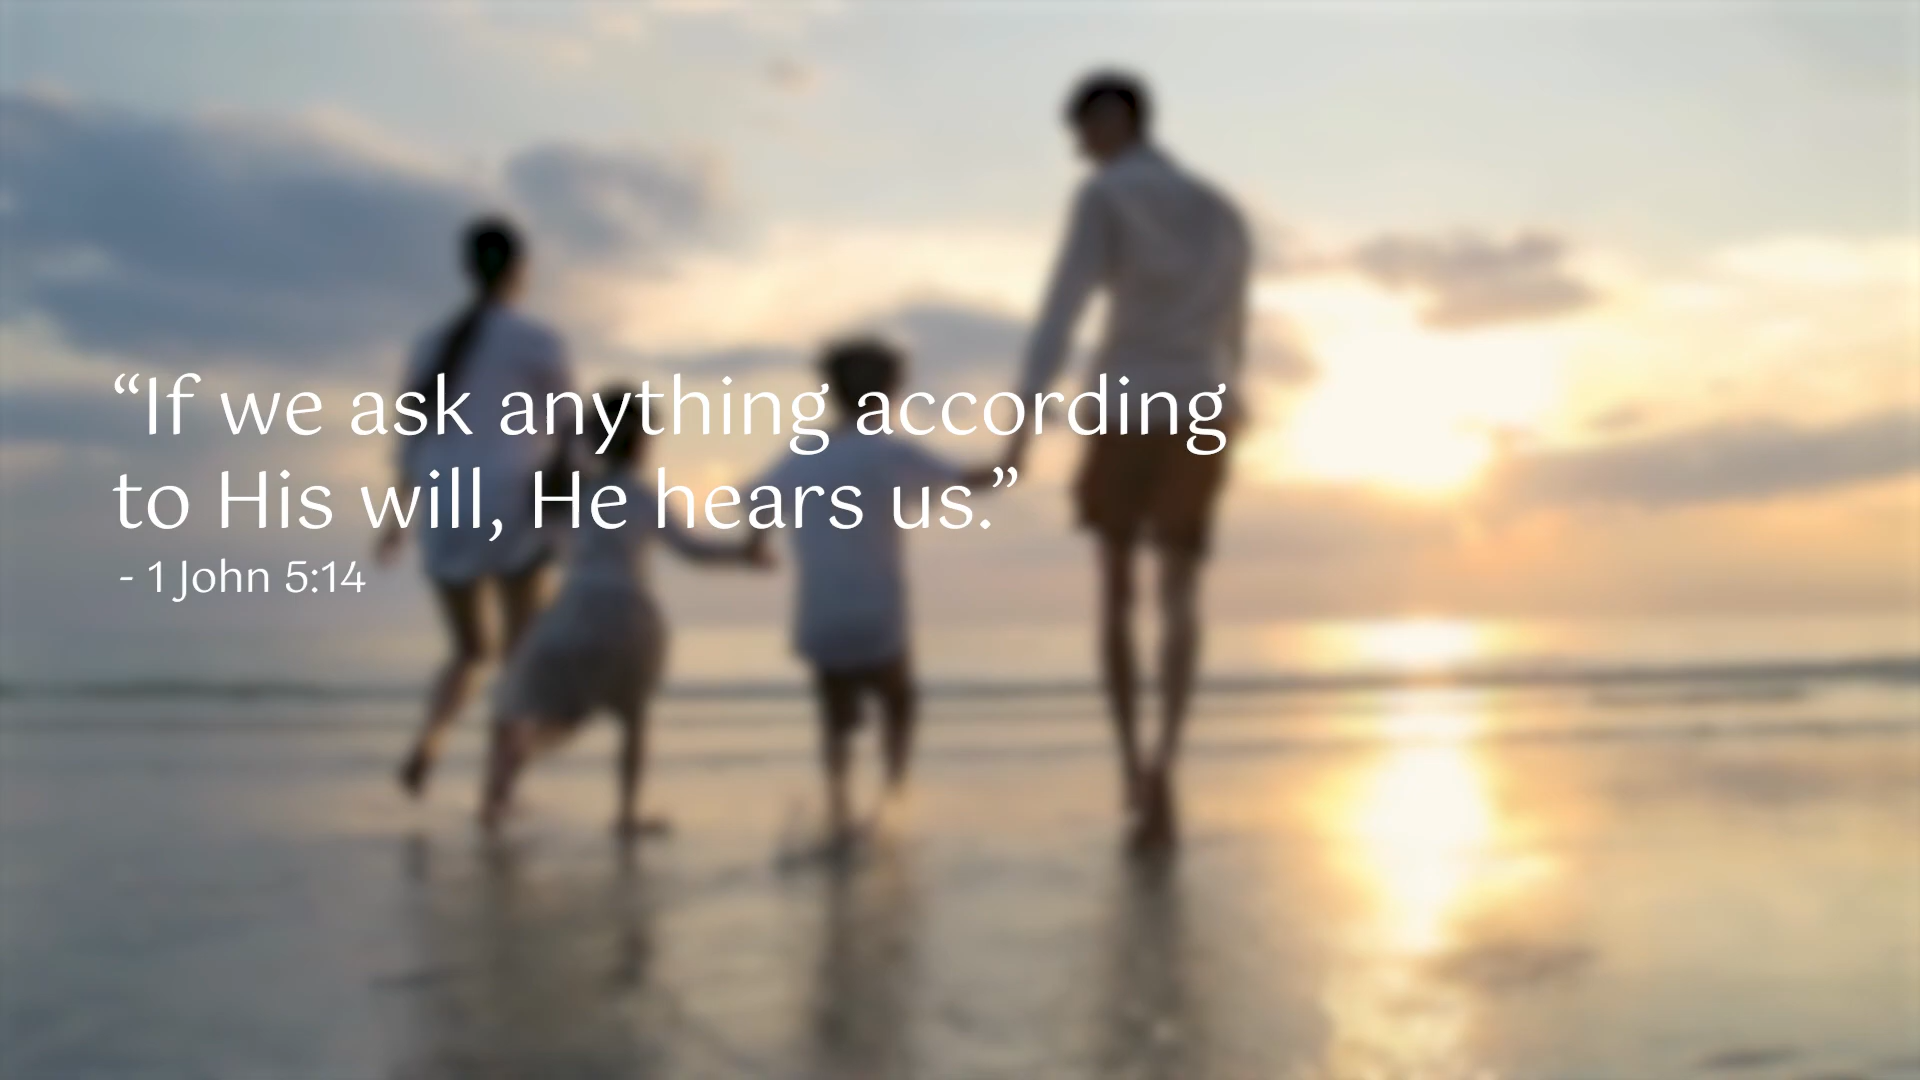 “If we ask anything according
to His will, He hears us.”
- 1 John 5:14